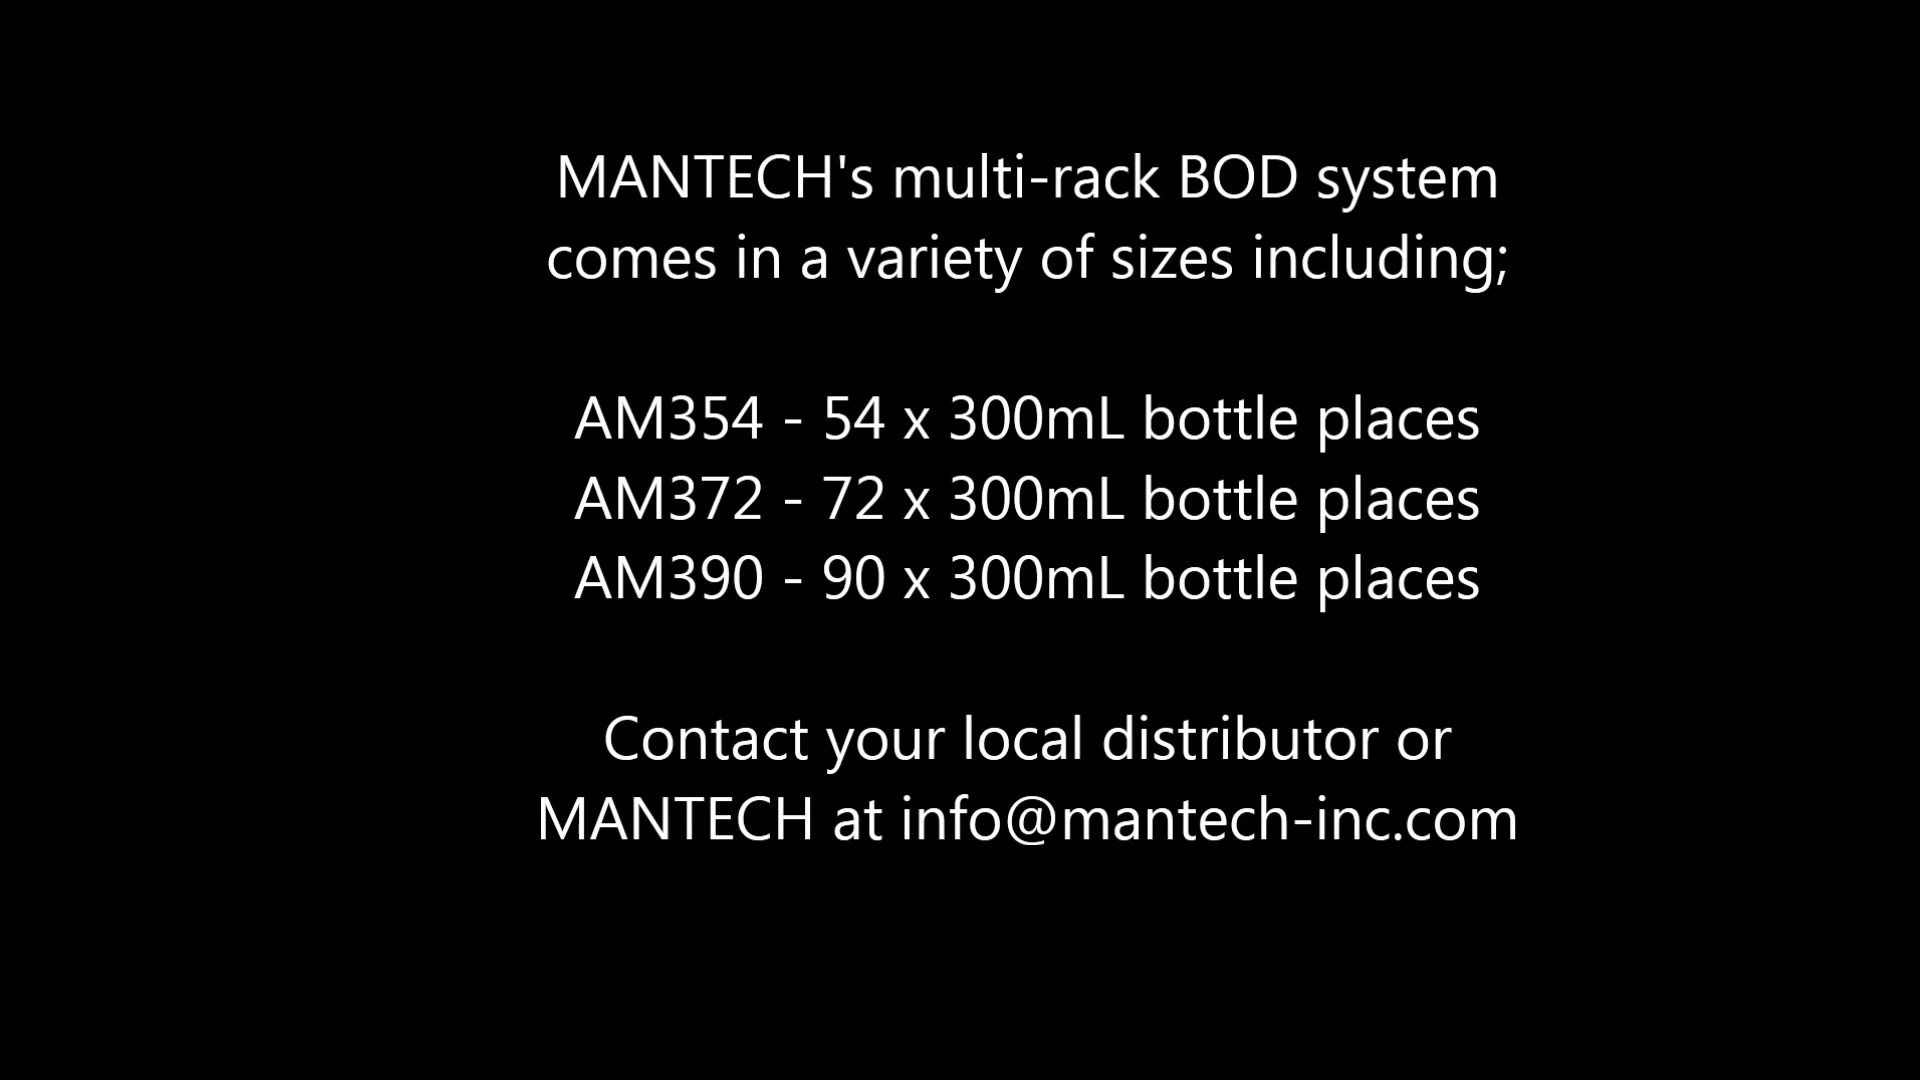 MANTECH's multi-rack BOD system
comes in a variety of sizes including;
AM354 - 54 x 300mL bottle places
AM372 - 72 x 300mL bottle places
AM390 - 90 x 300mL bottle places
Contact your local distributor or
MANTECH at info@mantech-inc.com